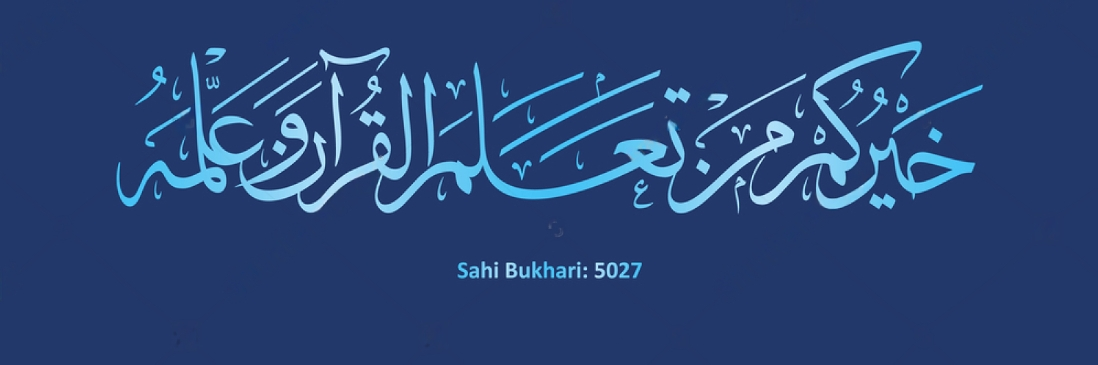 خَيْرُكُمْ مَنْ تَعَلَّمَ الْقُرْآنَ وَعَلَّمَهُ
Sahi Bukhari: 5027